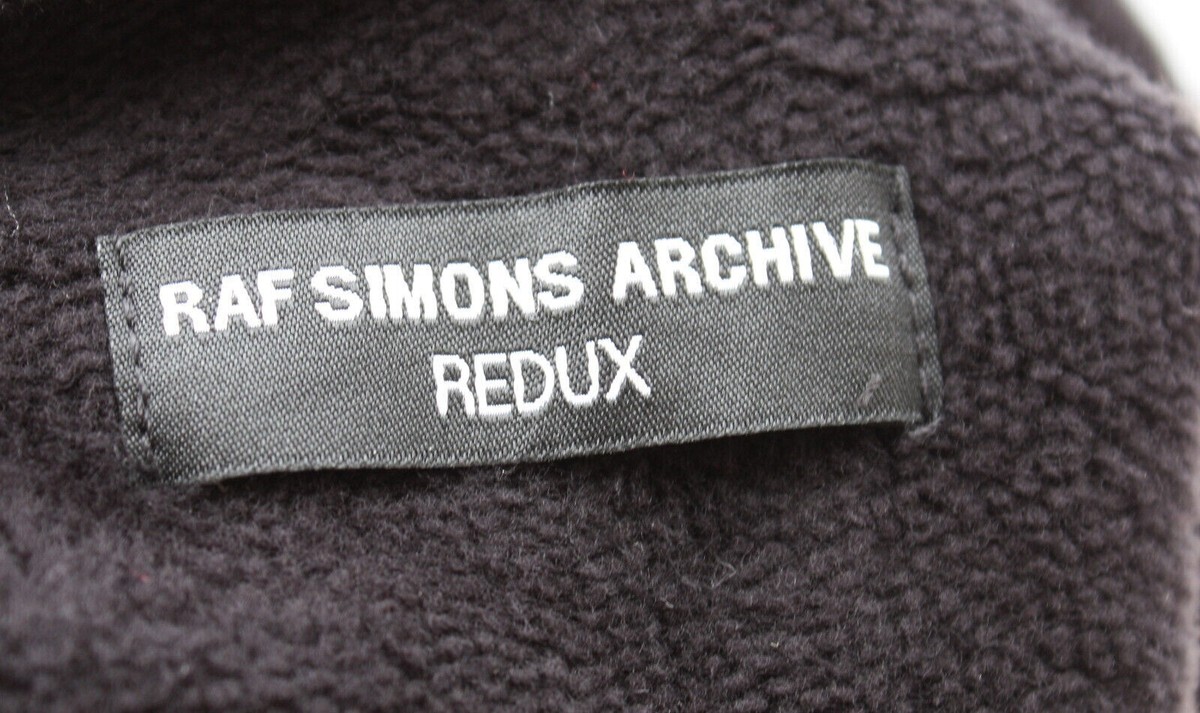 RAF SIMONS ARCHIVE
REDUX